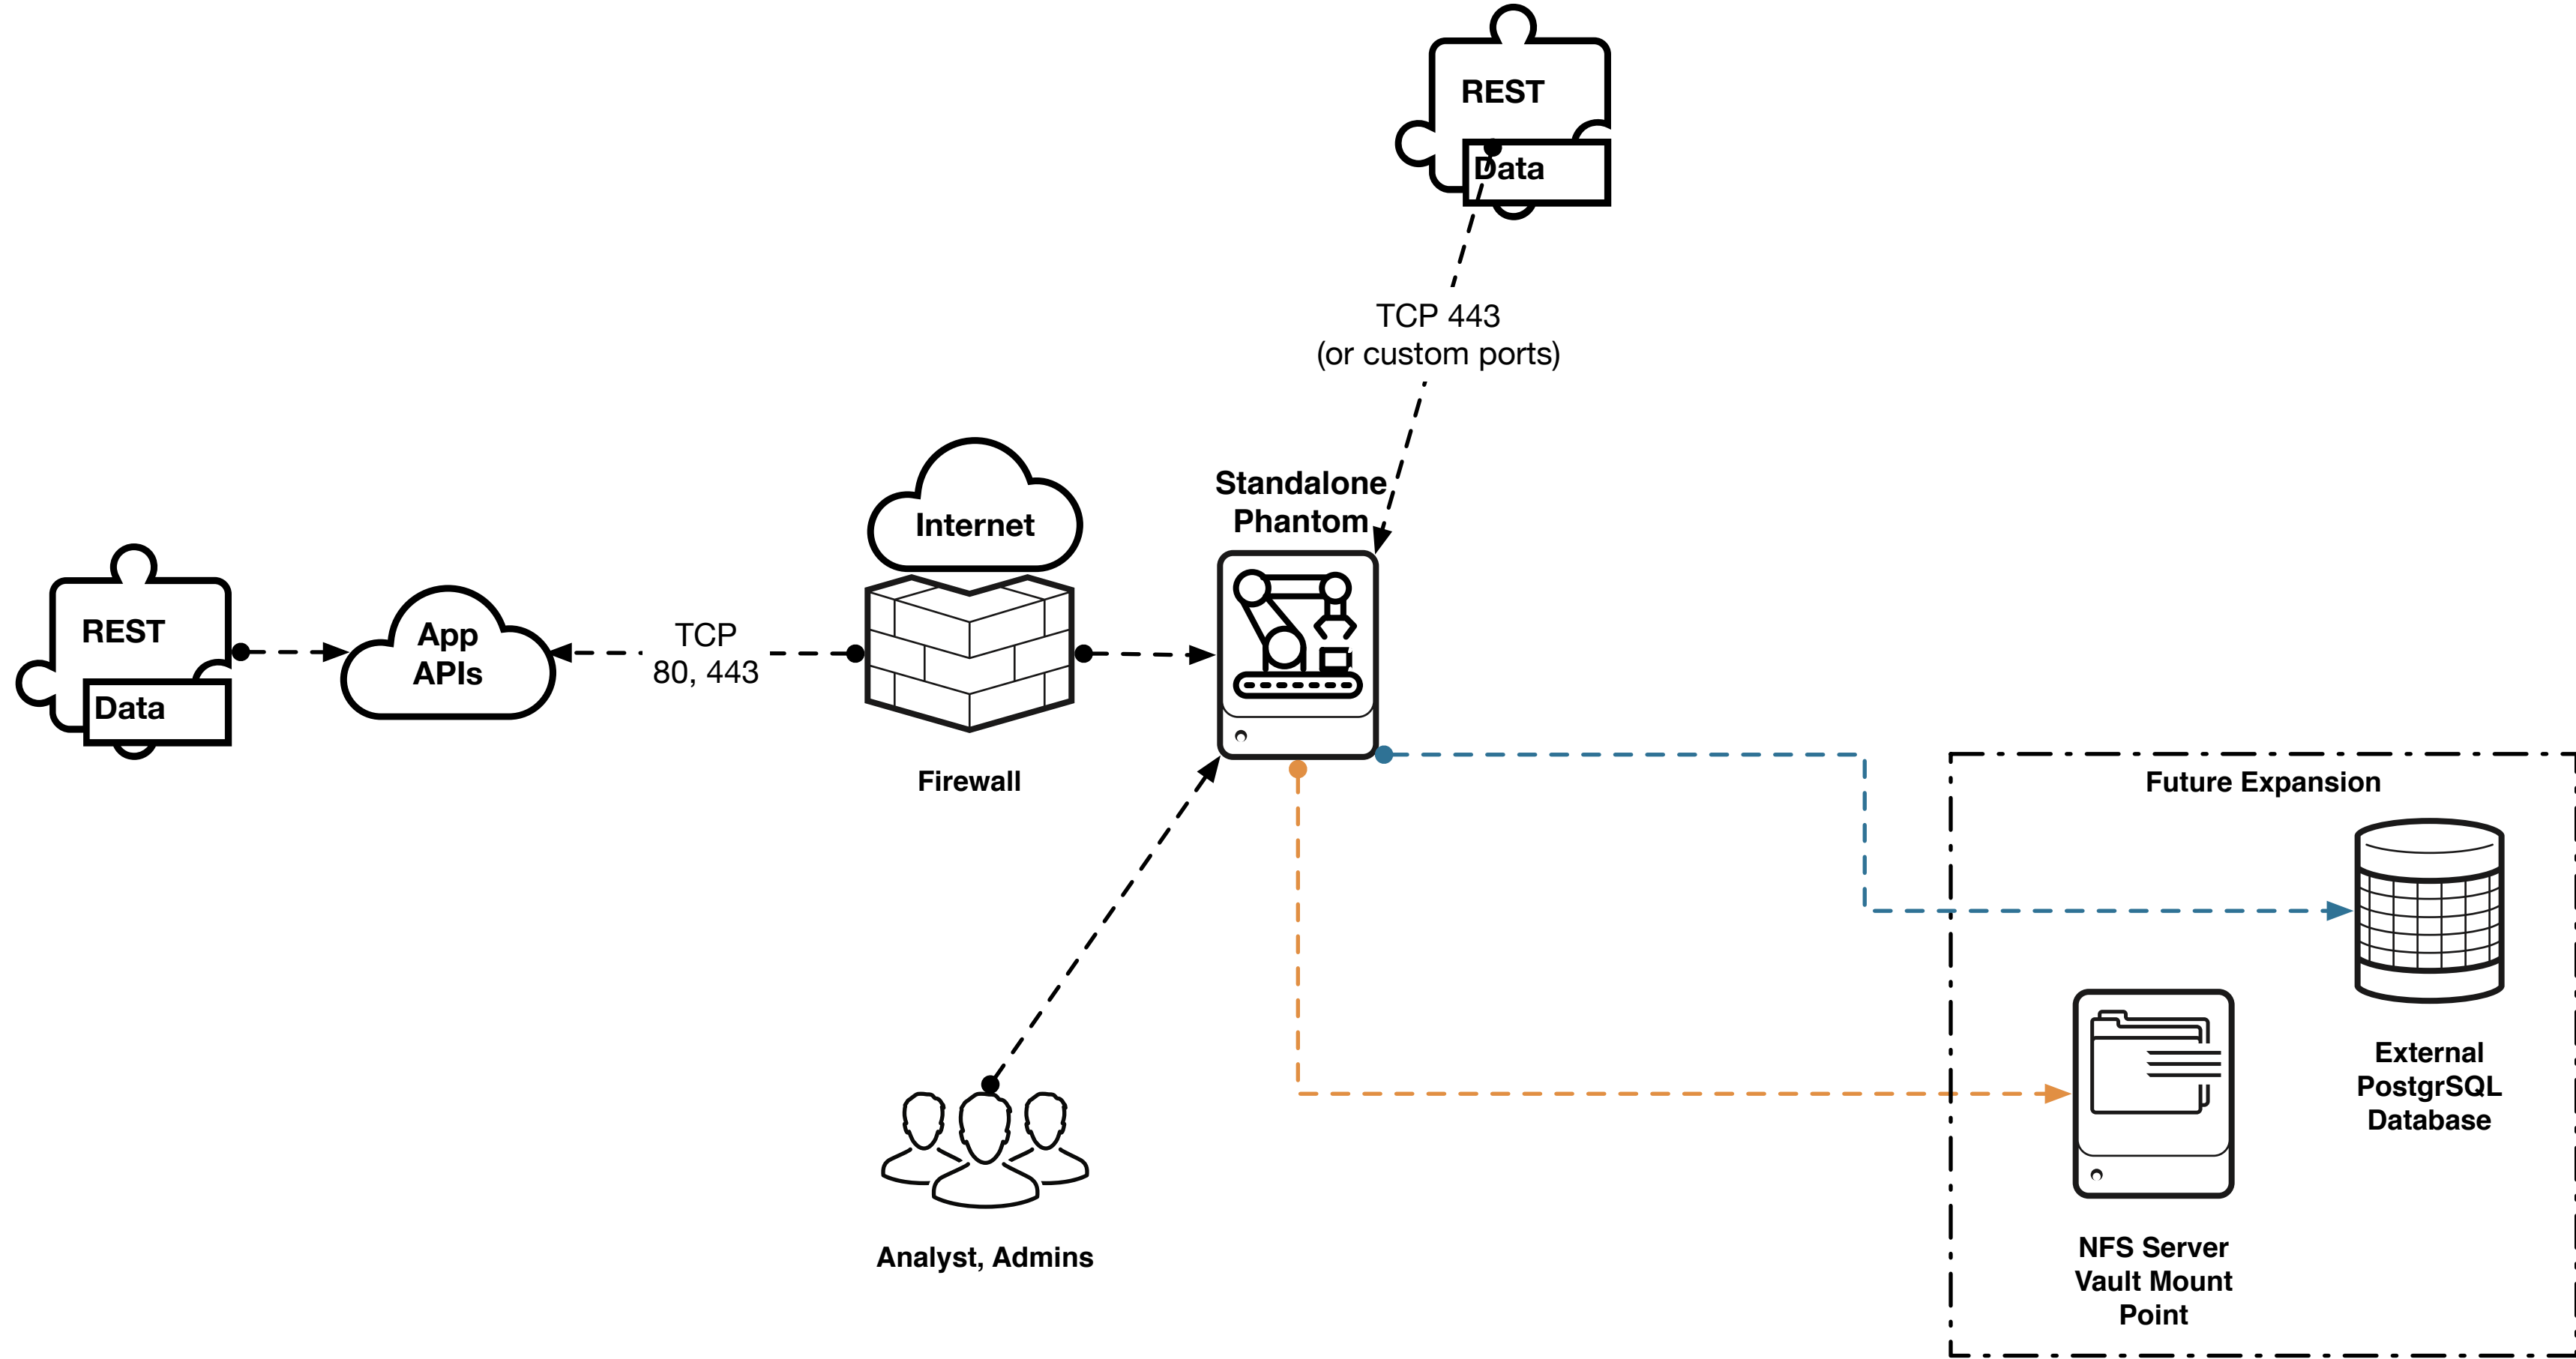 REST
Data
TCP 443
(or custom ports)
Standalone
Phantom
Internet
REST
Data
App
APIs
TCP
80, 443
Firewall
Future Expansion
External
PostgrSQL
Database
Analyst, Admins
NFS Server
Vault Mount
Point